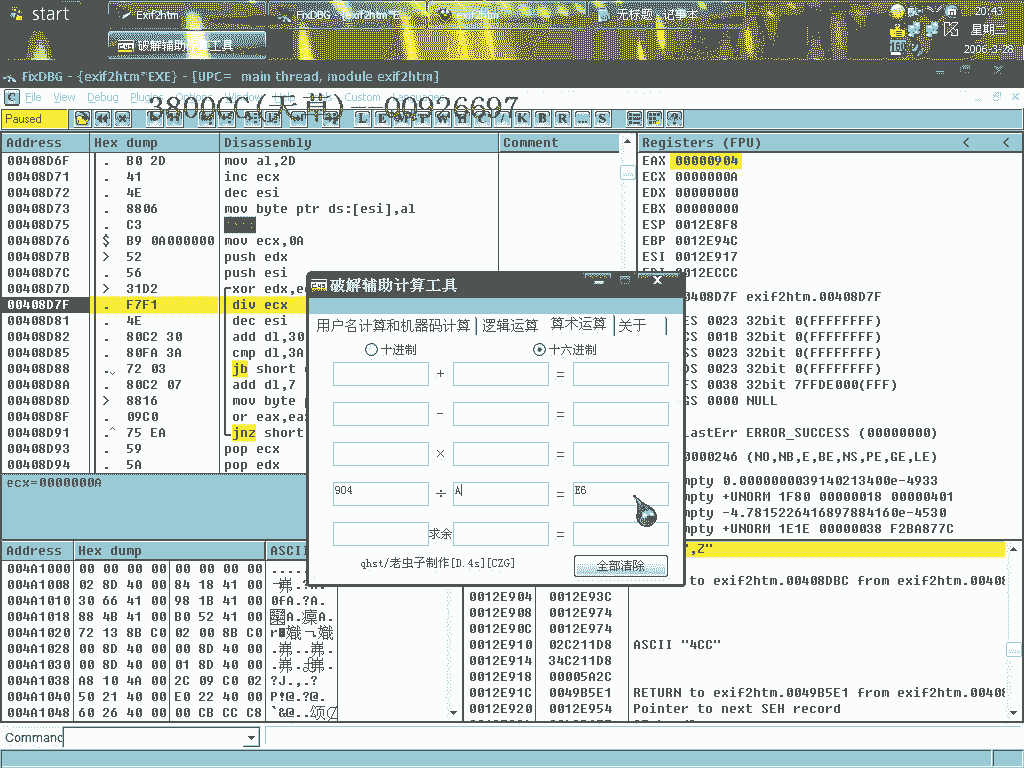 start
Exif2htm
FixDBG - {exif2htm*E
exif2htm
无标题 - 记事本
20:43
破解辅助计算工具
星期二
2006-3-28
FixDBG - {exif2htm*EXE} - [UPC= main thread, module exif2htm]
C File View Debug Plugins Options Window Help Custom Languages
3800CC(天草)--00926697
Paused
L E M T W H C / K B R ... S
Address Hex dump Disassembly Comment
00408D6F . B0 2D mov al,2D
00408D71 . 41 inc ecx
00408D72 . 4E dec esi
00408D73 . 8806 mov byte ptr ds:[esi],al
00408D75 . C3
00408D76 $ B9 0A000000 mov ecx,0A
00408D7B > 52 push edx
00408D7C . 56 push esi
00408D7D > 31D2 xor edx,e
00408D7F . F7F1 div ecx
00408D81 . 4E dec esi
00408D82 . 80C2 30 add dl,30
00408D85 . 80FA 3A cmp dl,3A
00408D88 . 72 03 jb short
00408D8A . 80C2 07 add dl,7
00408D8D > 8816 mov byte p
00408D8F . 09C0 or eax,ea
00408D91 .^ 75 EA jnz short
00408D93 . 59 pop ecx
00408D94 . 5A pop edx
ecx=0000000A
Registers (FPU) < <
EAX 00000904
ECX 0000000A
EDX 00000000
EBX 00000000
ESP 0012E8F8
EBP 0012E94C
ESI 0012E917
EDI 0012ECCC
00408D7F exif2htm.00408D7F
ES 0023 32bit 0(FFFFFFFF)
CS 001B 32bit 0(FFFFFFFF)
SS 0023 32bit 0(FFFFFFFF)
DS 0023 32bit 0(FFFFFFFF)
FS 0038 32bit 7FFDE000(FFF)
GS 0000 NULL
LastErr ERROR_SUCCESS (00000000)
0000246 (NO,NB,E,BE,NS,PE,GE,LE)
mpty 0.0000000039140213400e-4933
mpty +UNORM 1F80 00000018 00000401
mpty -4.7815226416897884160e-4530
mpty +UNORM 1E1E 00000038 F2BA877C
破解辅助计算工具
用户名计算和机器码计算 逻辑运算 算术运算 关于
十进制 十六进制
+ =
- =
× =
904 ÷ A = E6
求余 =
qhst/老虫子制作[D.4s][CZG]
全部清除
Address Hex dump ASCII
004A1000 00 00 00 00 00 00 00 00
004A1008 02 8D 40 00 84 18 41 00
004A1010 30 66 41 00 98 1B 41 00 0fA.?A.
004A1018 88 4B 41 00 B0 52 41 00
004A1020 72 13 8B C0 02 00 8B C0
004A1028 00 8D 40 00 00 8D 40 00
004A1030 00 8D 40 00 01 8D 40 00
004A1038 A8 10 4A 00 2C 09 C0 02 ?J.,.?
004A1040 50 21 40 00 E0 22 40 00 P!@.?@.
004A1048 60 26 40 00 00 CB CC C8
",Z"
to exif2htm.00408DBC from exif2htm.00408
0012E904 0012E93C
0012E908 0012E974
0012E90C 0012E974
0012E910 02C211D8 ASCII "4CC"
0012E914 34C211D8
0012E918 00005A2C
0012E91C 0049B5E1 RETURN to exif2htm.0049B5E1 from exif2htm.00408
0012E920 0012E954 Pointer to next SEH record
Command